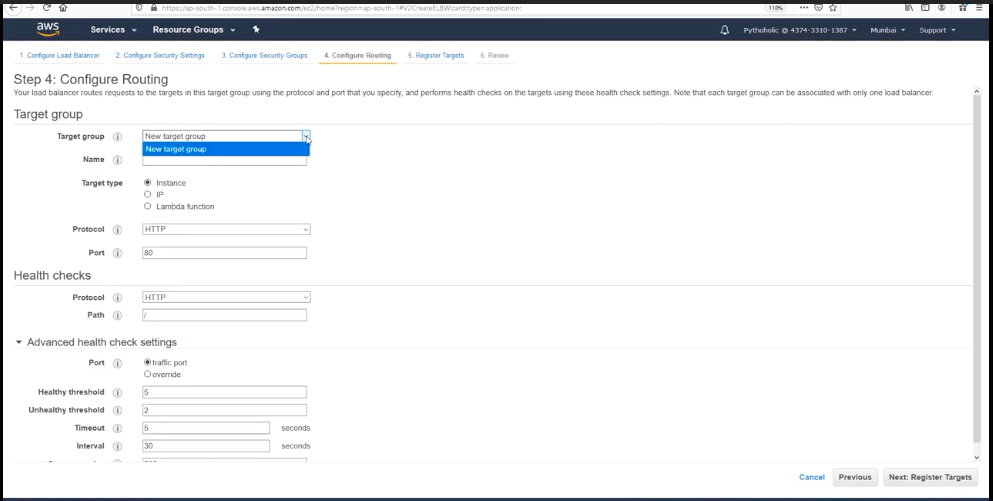 https://ap-south-1.console.aws.amazon.com/ec2/home?region=ap-south-1#V2CreateELBWizard:type=application:
110%
aws
Services
Resource Groups
Pythoholic @ 4374-3310-1387
Mumbai
Support
1. Configure Load Balancer
2. Configure Security Settings
3. Configure Security Groups
4. Configure Routing
5. Register Targets
6. Review
Step 4: Configure Routing
Your load balancer routes requests to the targets in this target group using the protocol and port that you specify, and performs health checks on the targets using these health check settings. Note that each target group can be associated with only one load balancer.
Target group
Target group
New target group
New target group
Name
Target type
Instance
IP
Lambda function
Protocol
HTTP
Port
80
Health checks
Protocol
HTTP
Path
/
Advanced health check settings
Port
traffic port
override
Healthy threshold
5
Unhealthy threshold
2
Timeout
5
seconds
Interval
30
seconds
Cancel
Previous
Next: Register Targets